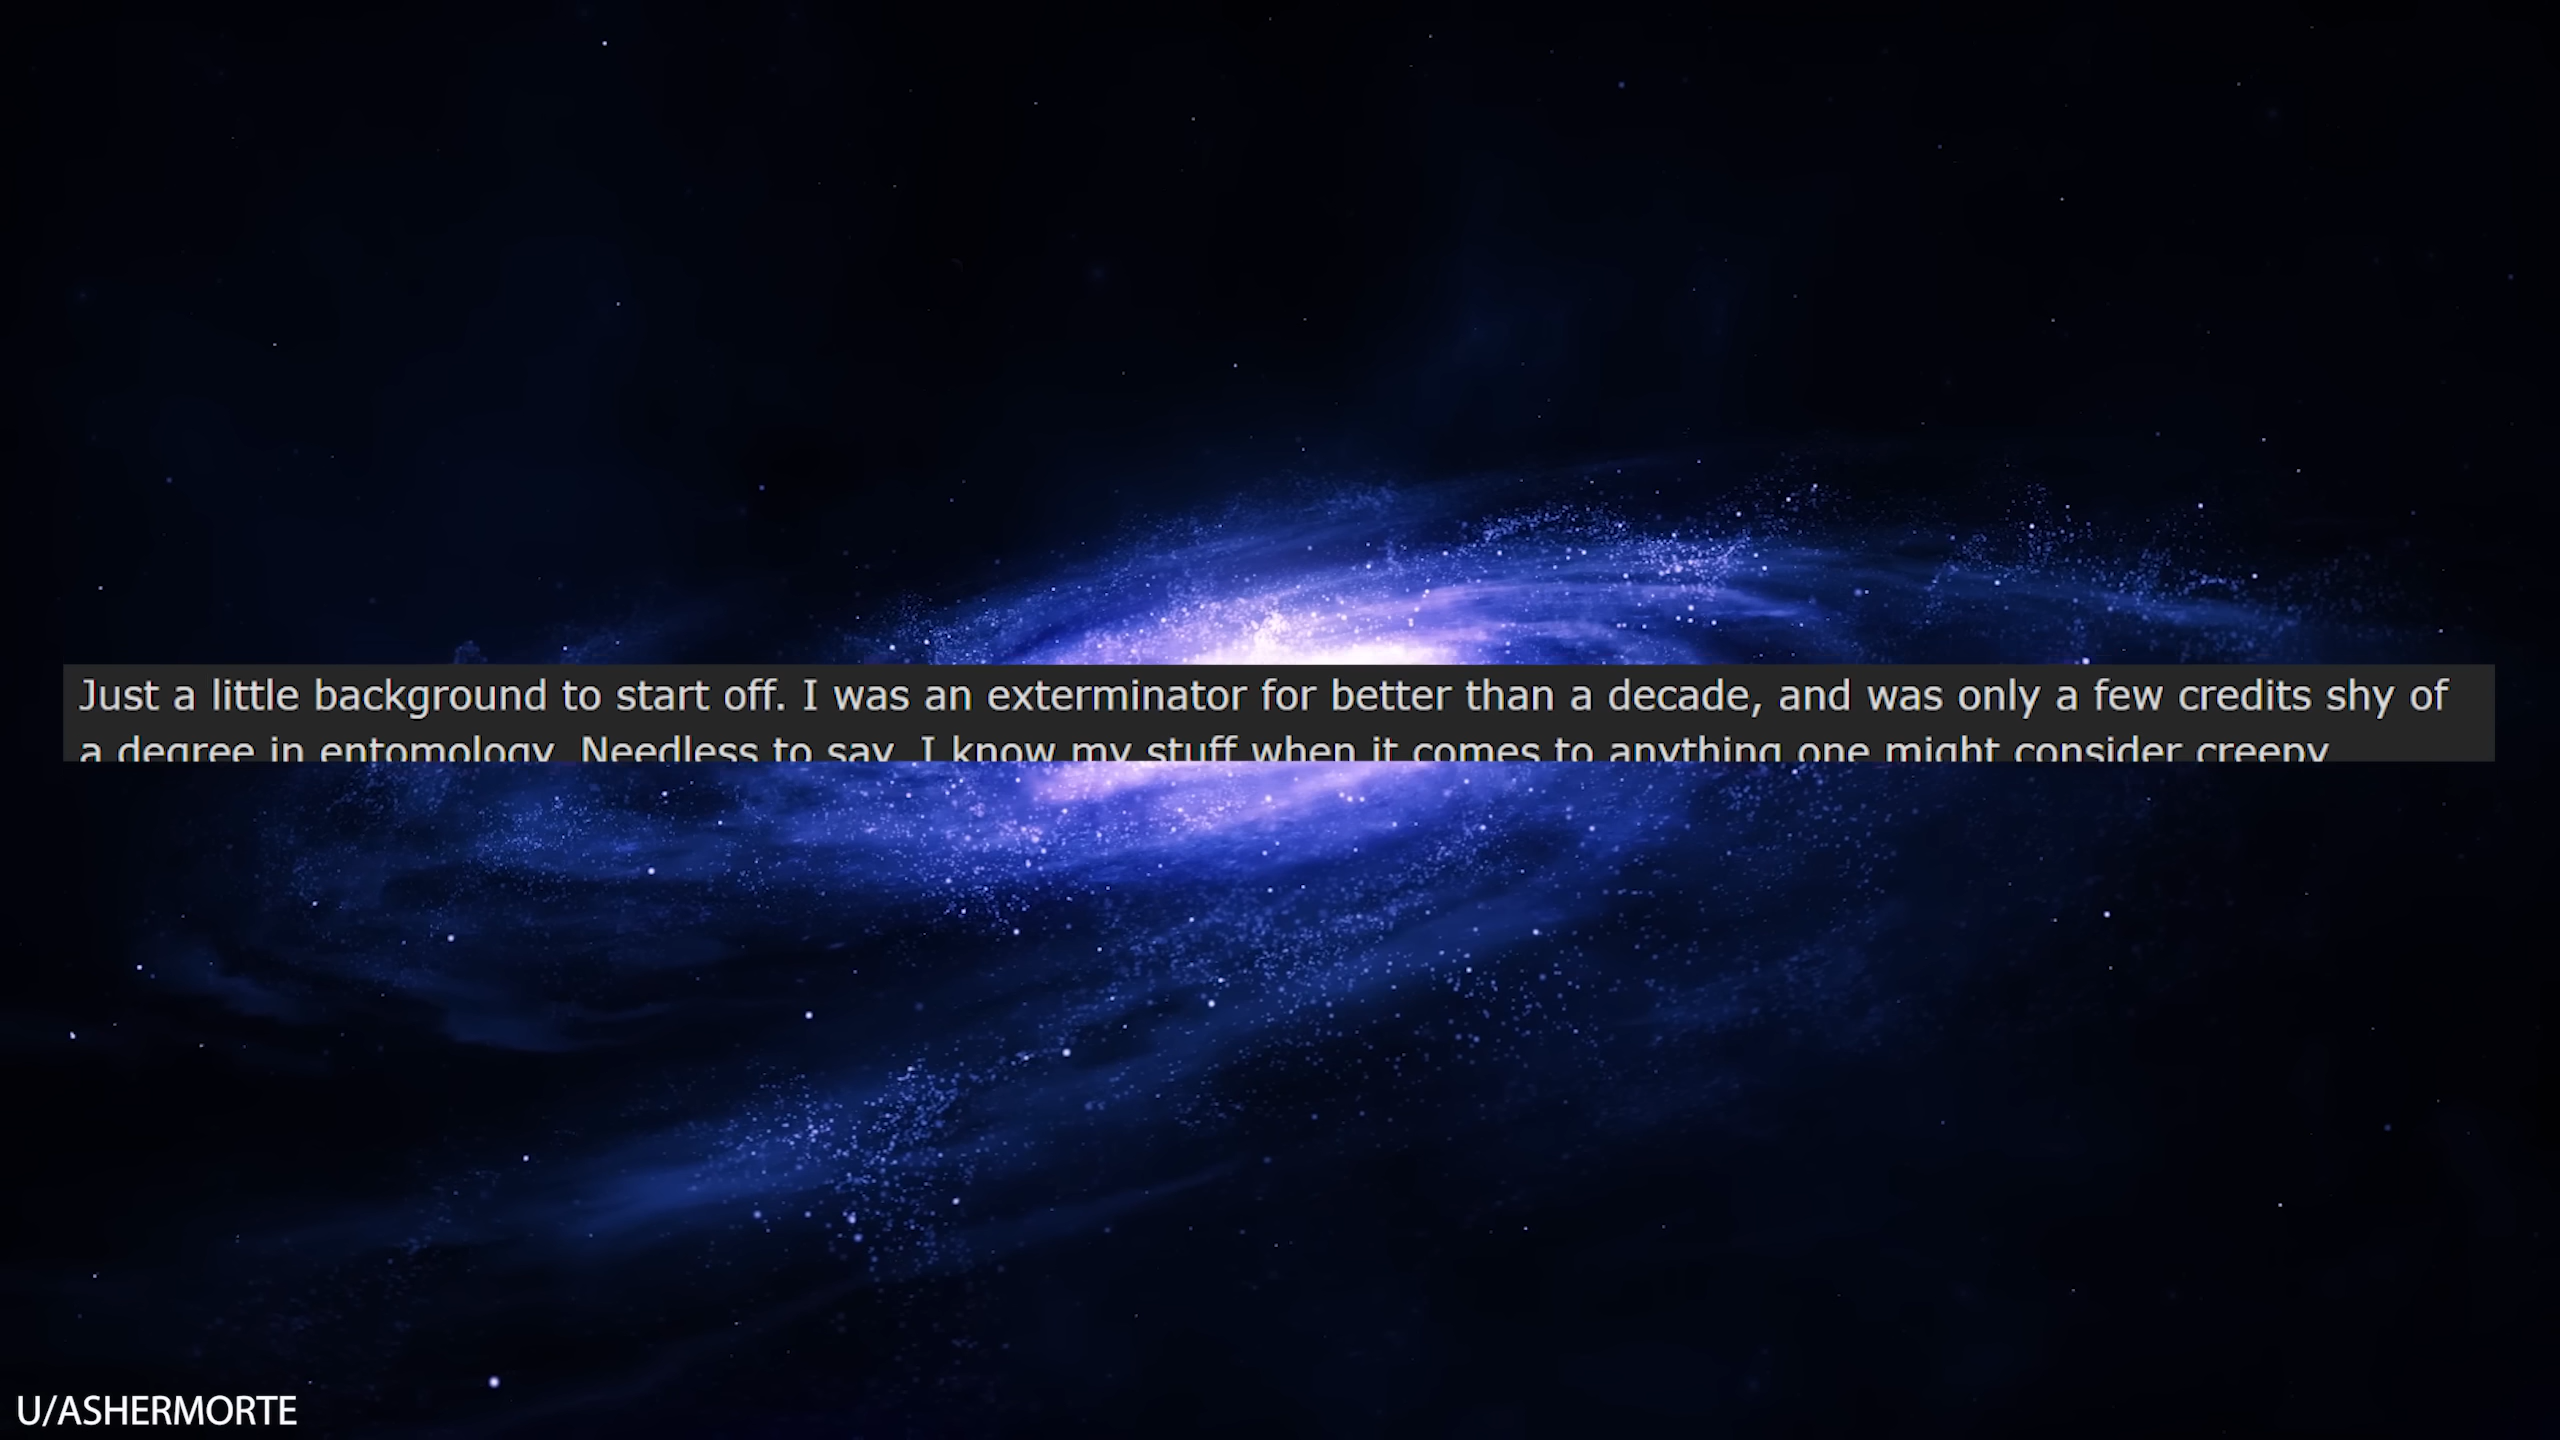 Just a little background to start off. I was an exterminator for better than a decade, and was only a few credits shy of
a degree in entomology. Needless to say, I know my stuff when it comes to anything one might consider creepy
U/ASHERMORTE